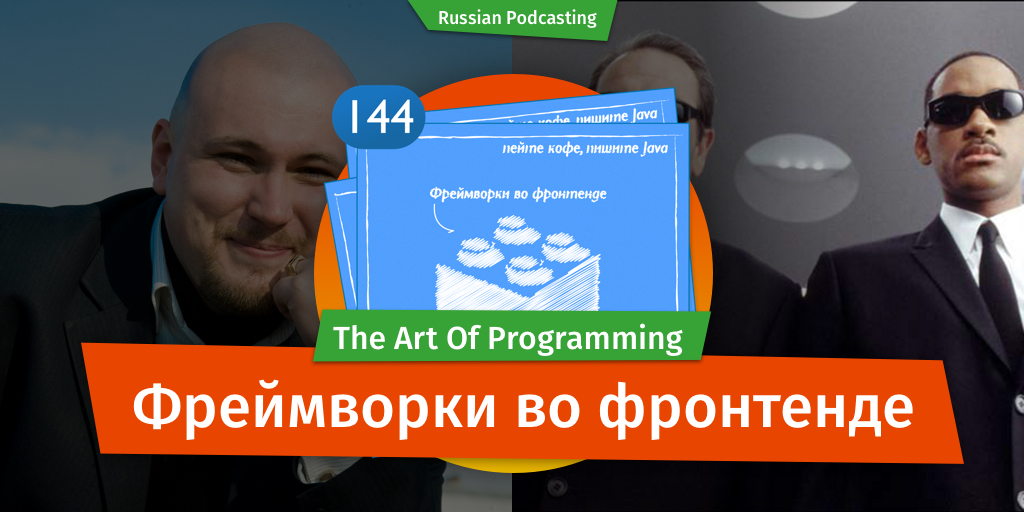 Russian Podcasting
144
кофе, пишите Java
пейте кофе, пишите Java
Фреймворки во фронтенде
The Art Of Programming
Фреймворки во фронтенде